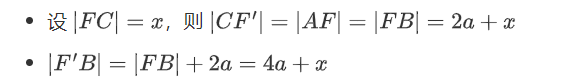 • 设 |FC| = x, 则 |CF′| = |AF| = |FB| = 2a + x
• |F′B| = |FB| + 2a = 4a + x